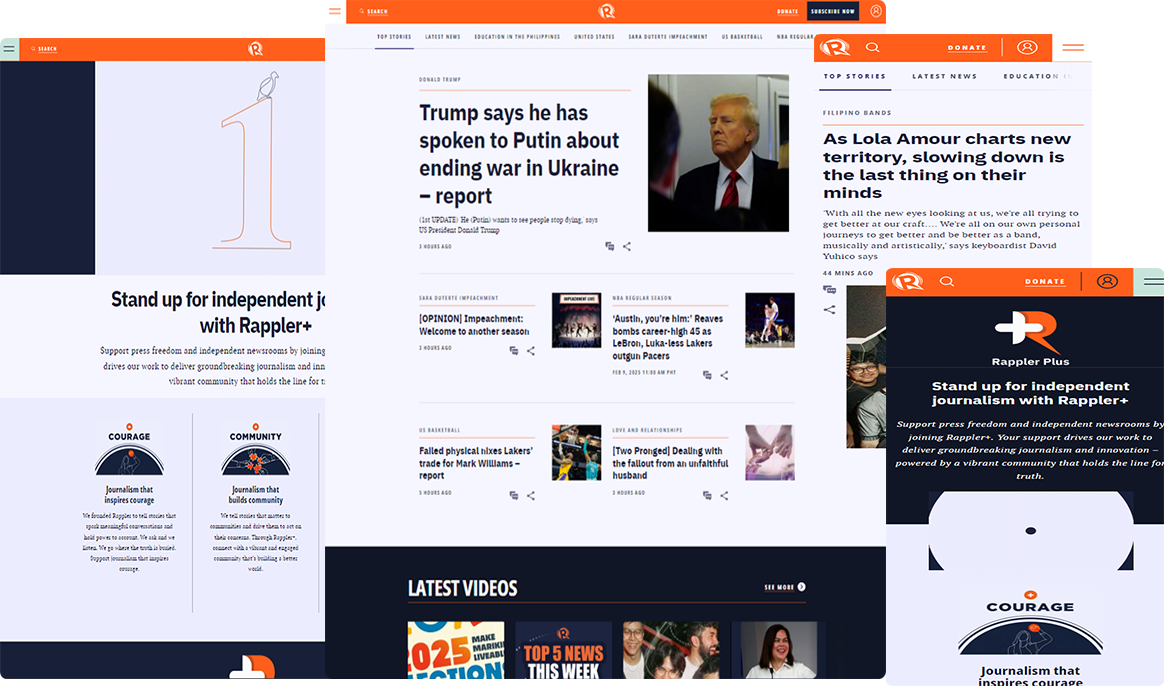 SEARCH
Stand up for independent jo
with Rappler+
Support press freedom and independent newsrooms by joining
drives our work to deliver groundbreaking journalism and inn
vibrant community that holds the line for t
COURAGE
Journalism that
inspires courage
We founded Rappler to tell stories that
spark meaningful conversations and
hold power to account. We ask and we
listen. We go where the truth is buried.
Support journalism that inspires
courage.
COMMUNITY
Journalism that
builds community
We tell stories that matter to
communities and drive them to act on
their concerns. Through Rappler+,
connect with a vibrant and engaged
community that's building a better
world.
SEARCH
DONATE
SUBSCRIBE NOW
TOP STORIES LATEST NEWS EDUCATION IN THE PHILIPPINES UNITED STATES SARA DUTERTE IMPEACHMENT US BASKETBALL NBA REGULAR
DONALD TRUMP
Trump says he has
spoken to Putin about
ending war in Ukraine
– report
(1st UPDATE) 'He (Putin) wants to see people stop dying,' says
US President Donald Trump
3 HOURS AGO
SARA DUTERTE IMPEACHMENT
[OPINION] Impeachment:
Welcome to another season
3 HOURS AGO
IMPEACHMENT LIVE
NBA REGULAR SEASON
'Austin, you're him:' Reaves
bombs career-high 45 as
LeBron, Luka-less Lakers
outgun Pacers
FEB 9, 2025 11:00 AM PHT
US BASKETBALL
Failed physical nixes Lakers'
trade for Mark Williams –
report
5 HOURS AGO
LOVE AND RELATIONSHIPS
[Two Pronged] Dealing with
the fallout from an unfaithful
husband
3 HOURS AGO
LATEST VIDEOS
SEE MORE
2025
MAKE
MARIKI
LIVEABLE
ECTIONS
TOP 5 NEWS
THIS WEEK
DONATE
TOP STORIES LATEST NEWS EDUCATION I
FILIPINO BANDS
As Lola Amour charts new
territory, slowing down is
the last thing on their
minds
'With all the new eyes looking at us, we're all trying to
get better at our craft.... We're all on our own personal
journeys to get better and be better as a band,
musically and artistically,' says keyboardist David
Yuhico says
44 MINS AGO
DONATE
Rappler Plus
Stand up for independent
journalism with Rappler+
Support press freedom and independent newsrooms by
joining Rappler+. Your support drives our work to
deliver groundbreaking journalism and innovation –
powered by a vibrant community that holds the line for
truth.
COURAGE
Journalism that
inspires courage